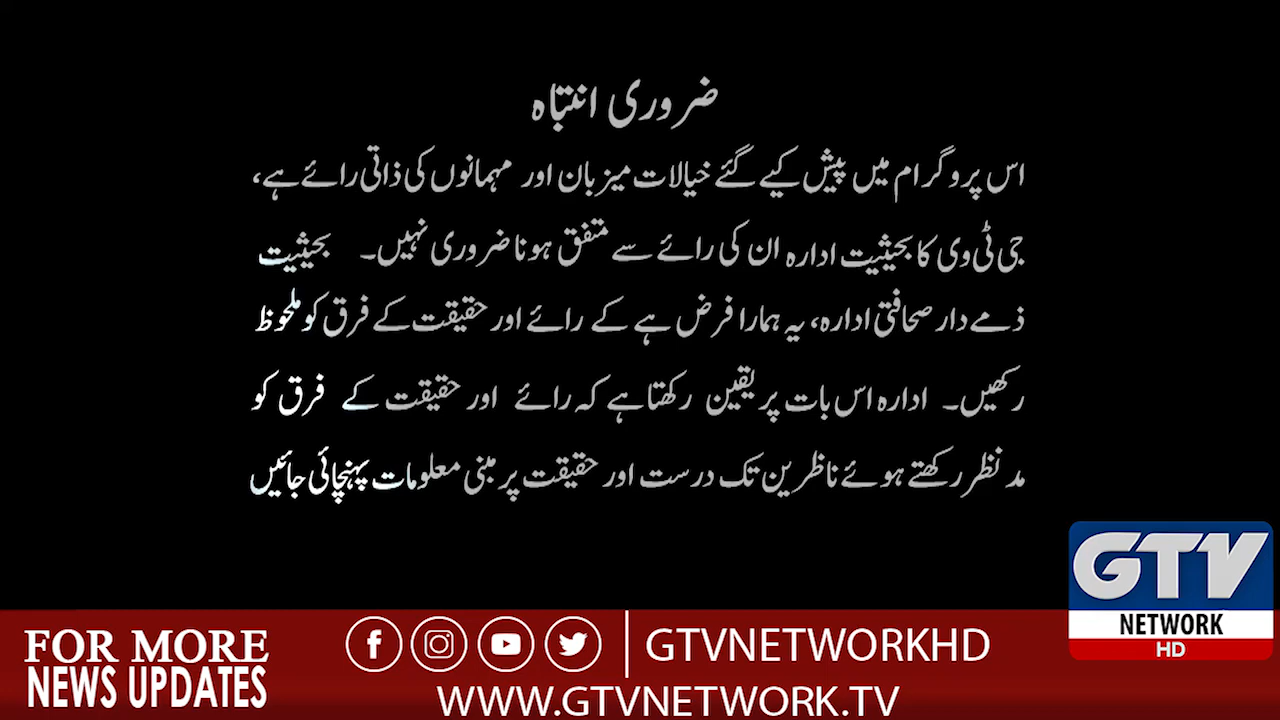 ضروری انتباہ
اس پروگرام میں پیش کیے گئے خیالات میزبان اور مہمانوں کی ذاتی رائے ہے،
جی ٹی وی کا بحیثیت ادارہ ان کی رائے سے متفق ہونا ضروری نہیں۔ بحیثیت
ذمے دار صحافتی ادارہ، یہ ہمارا فرض ہے کے رائے اور حقیقت کے فرق کو ملحوظ
رکھیں۔ ادارہ اس بات پر یقین رکھتا ہے کہ رائے اور حقیقت کے فرق کو
مد نظر رکھتے ہوئے ناظرین تک درست اور حقیقت پر مبنی معلومات پہنچائی جائیں
GTV
NETWORK
HD
FOR MORE
NEWS UPDATES
GTVNETWORKHD
WWW.GTVNETWORK.TV